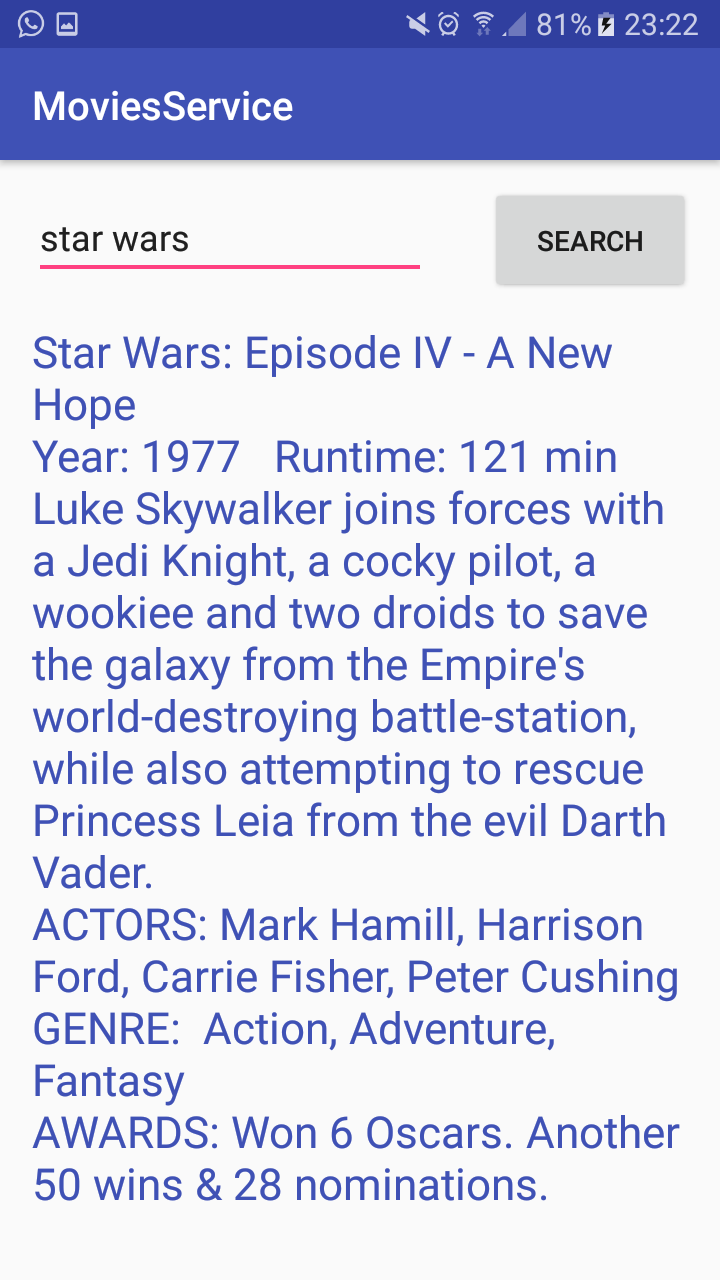 81% 23:22
MoviesService
star wars SEARCH
Star Wars: Episode IV - A New
Hope
Year: 1977   Runtime: 121 min
Luke Skywalker joins forces with
a Jedi Knight, a cocky pilot, a
wookiee and two droids to save
the galaxy from the Empire's
world-destroying battle-station,
while also attempting to rescue
Princess Leia from the evil Darth
Vader.
ACTORS: Mark Hamill, Harrison
Ford, Carrie Fisher, Peter Cushing
GENRE:  Action, Adventure,
Fantasy
AWARDS: Won 6 Oscars. Another
50 wins & 28 nominations.